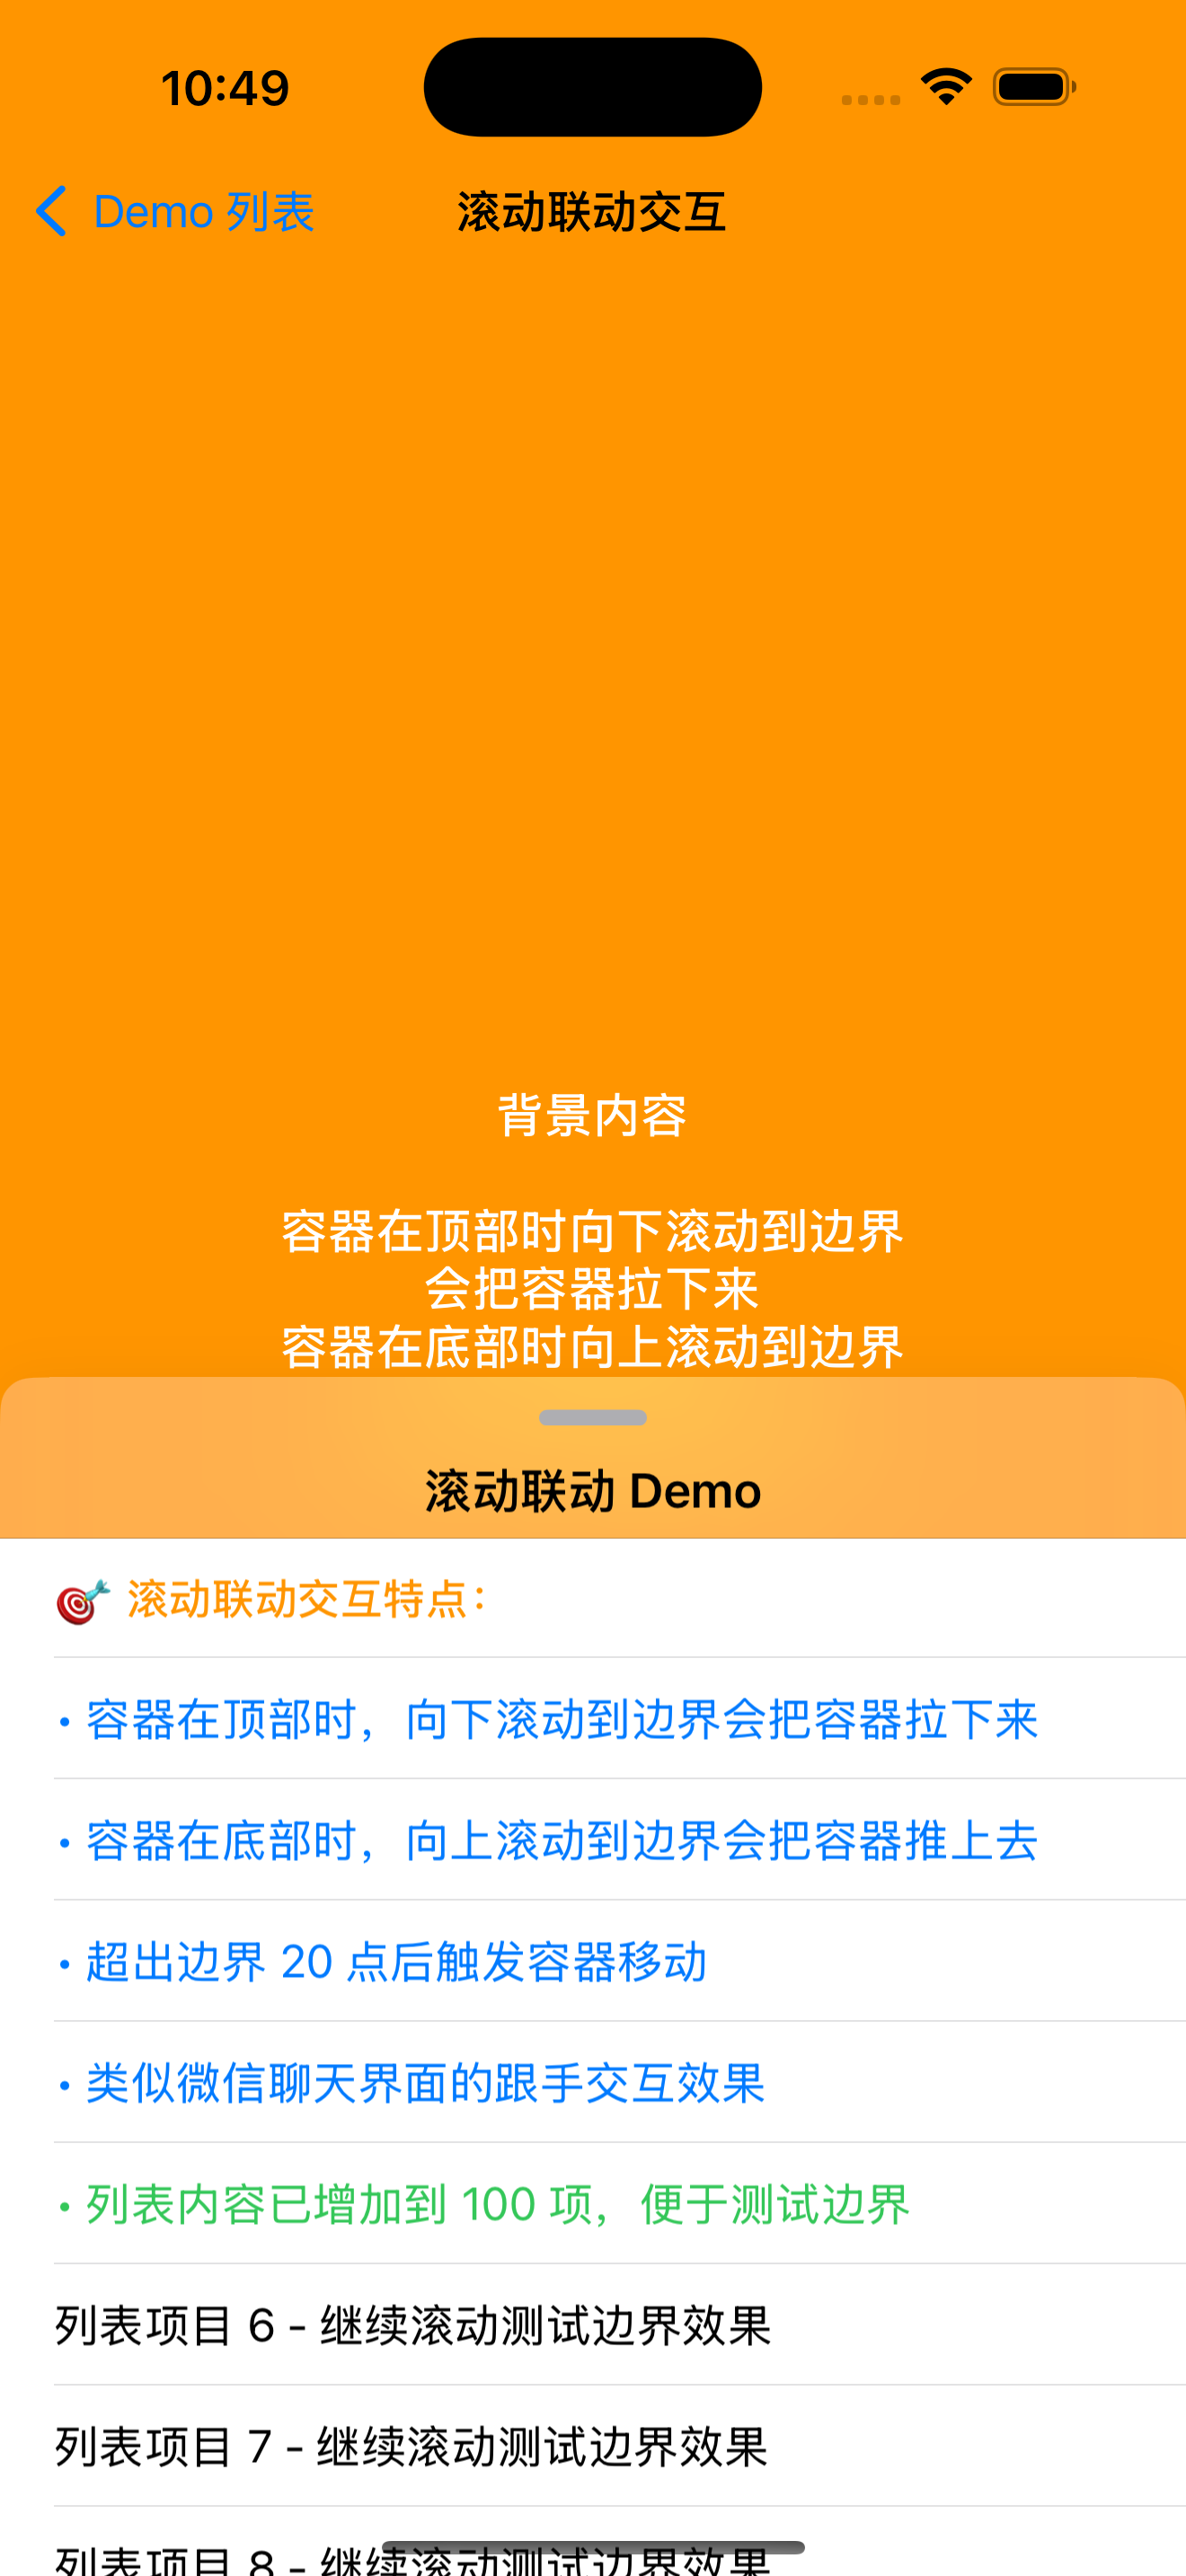 10:49
Demo 列表
滚动联动交互
背景内容
容器在顶部时向下滚动到边界
会把容器拉下来
容器在底部时向上滚动到边界
滚动联动 Demo
🎯 滚动联动交互特点：
• 容器在顶部时，向下滚动到边界会把容器拉下来
• 容器在底部时，向上滚动到边界会把容器推上去
• 超出边界 20 点后触发容器移动
• 类似微信聊天界面的跟手交互效果
• 列表内容已增加到 100 项，便于测试边界
列表项目 6 - 继续滚动测试边界效果
列表项目 7 - 继续滚动测试边界效果
列表项目 8 - 继续滚动测试边界效果